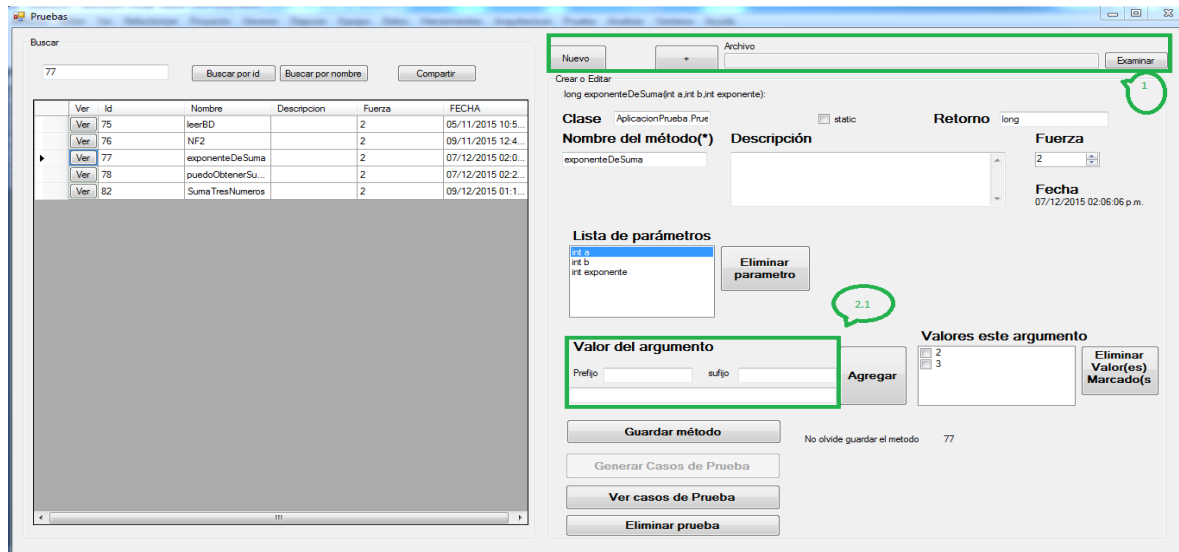 Pruebas
Buscar
77
Buscar por id
Buscar por nombre
Compartir
Ver Id Nombre Descripcion Fuerza FECHA
Ver 75 leerBD 2 05/11/2015 10:5...
Ver 76 NF2 2 09/11/2015 12:4...
Ver 77 exponenteDeSuma 2 07/12/2015 02:0...
Ver 78 puedoObtenerSu... 2 07/12/2015 02:2...
Ver 82 SumaTresNumeros 2 09/12/2015 01:1...
Nuevo
+
Archivo
Examinar
1
Crear o Editar
long exponenteDeSuma(int a,int b,int exponente):
Clase AplicacionPrueba.Prue
static
Retorno long
Nombre del método(*)
Descripción
Fuerza
exponenteDeSuma
2
Fecha
07/12/2015 02:06:06 p.m.
Lista de parámetros
int a
int b
int exponente
Eliminar
parametro
2.1
Valor del argumento
Prefijo
sufijo
Agregar
Valores este argumento
2
3
Eliminar
Valor(es)
Marcado(s
Guardar método
No olvide guardar el metodo 77
Generar Casos de Prueba
Ver casos de Prueba
Eliminar prueba